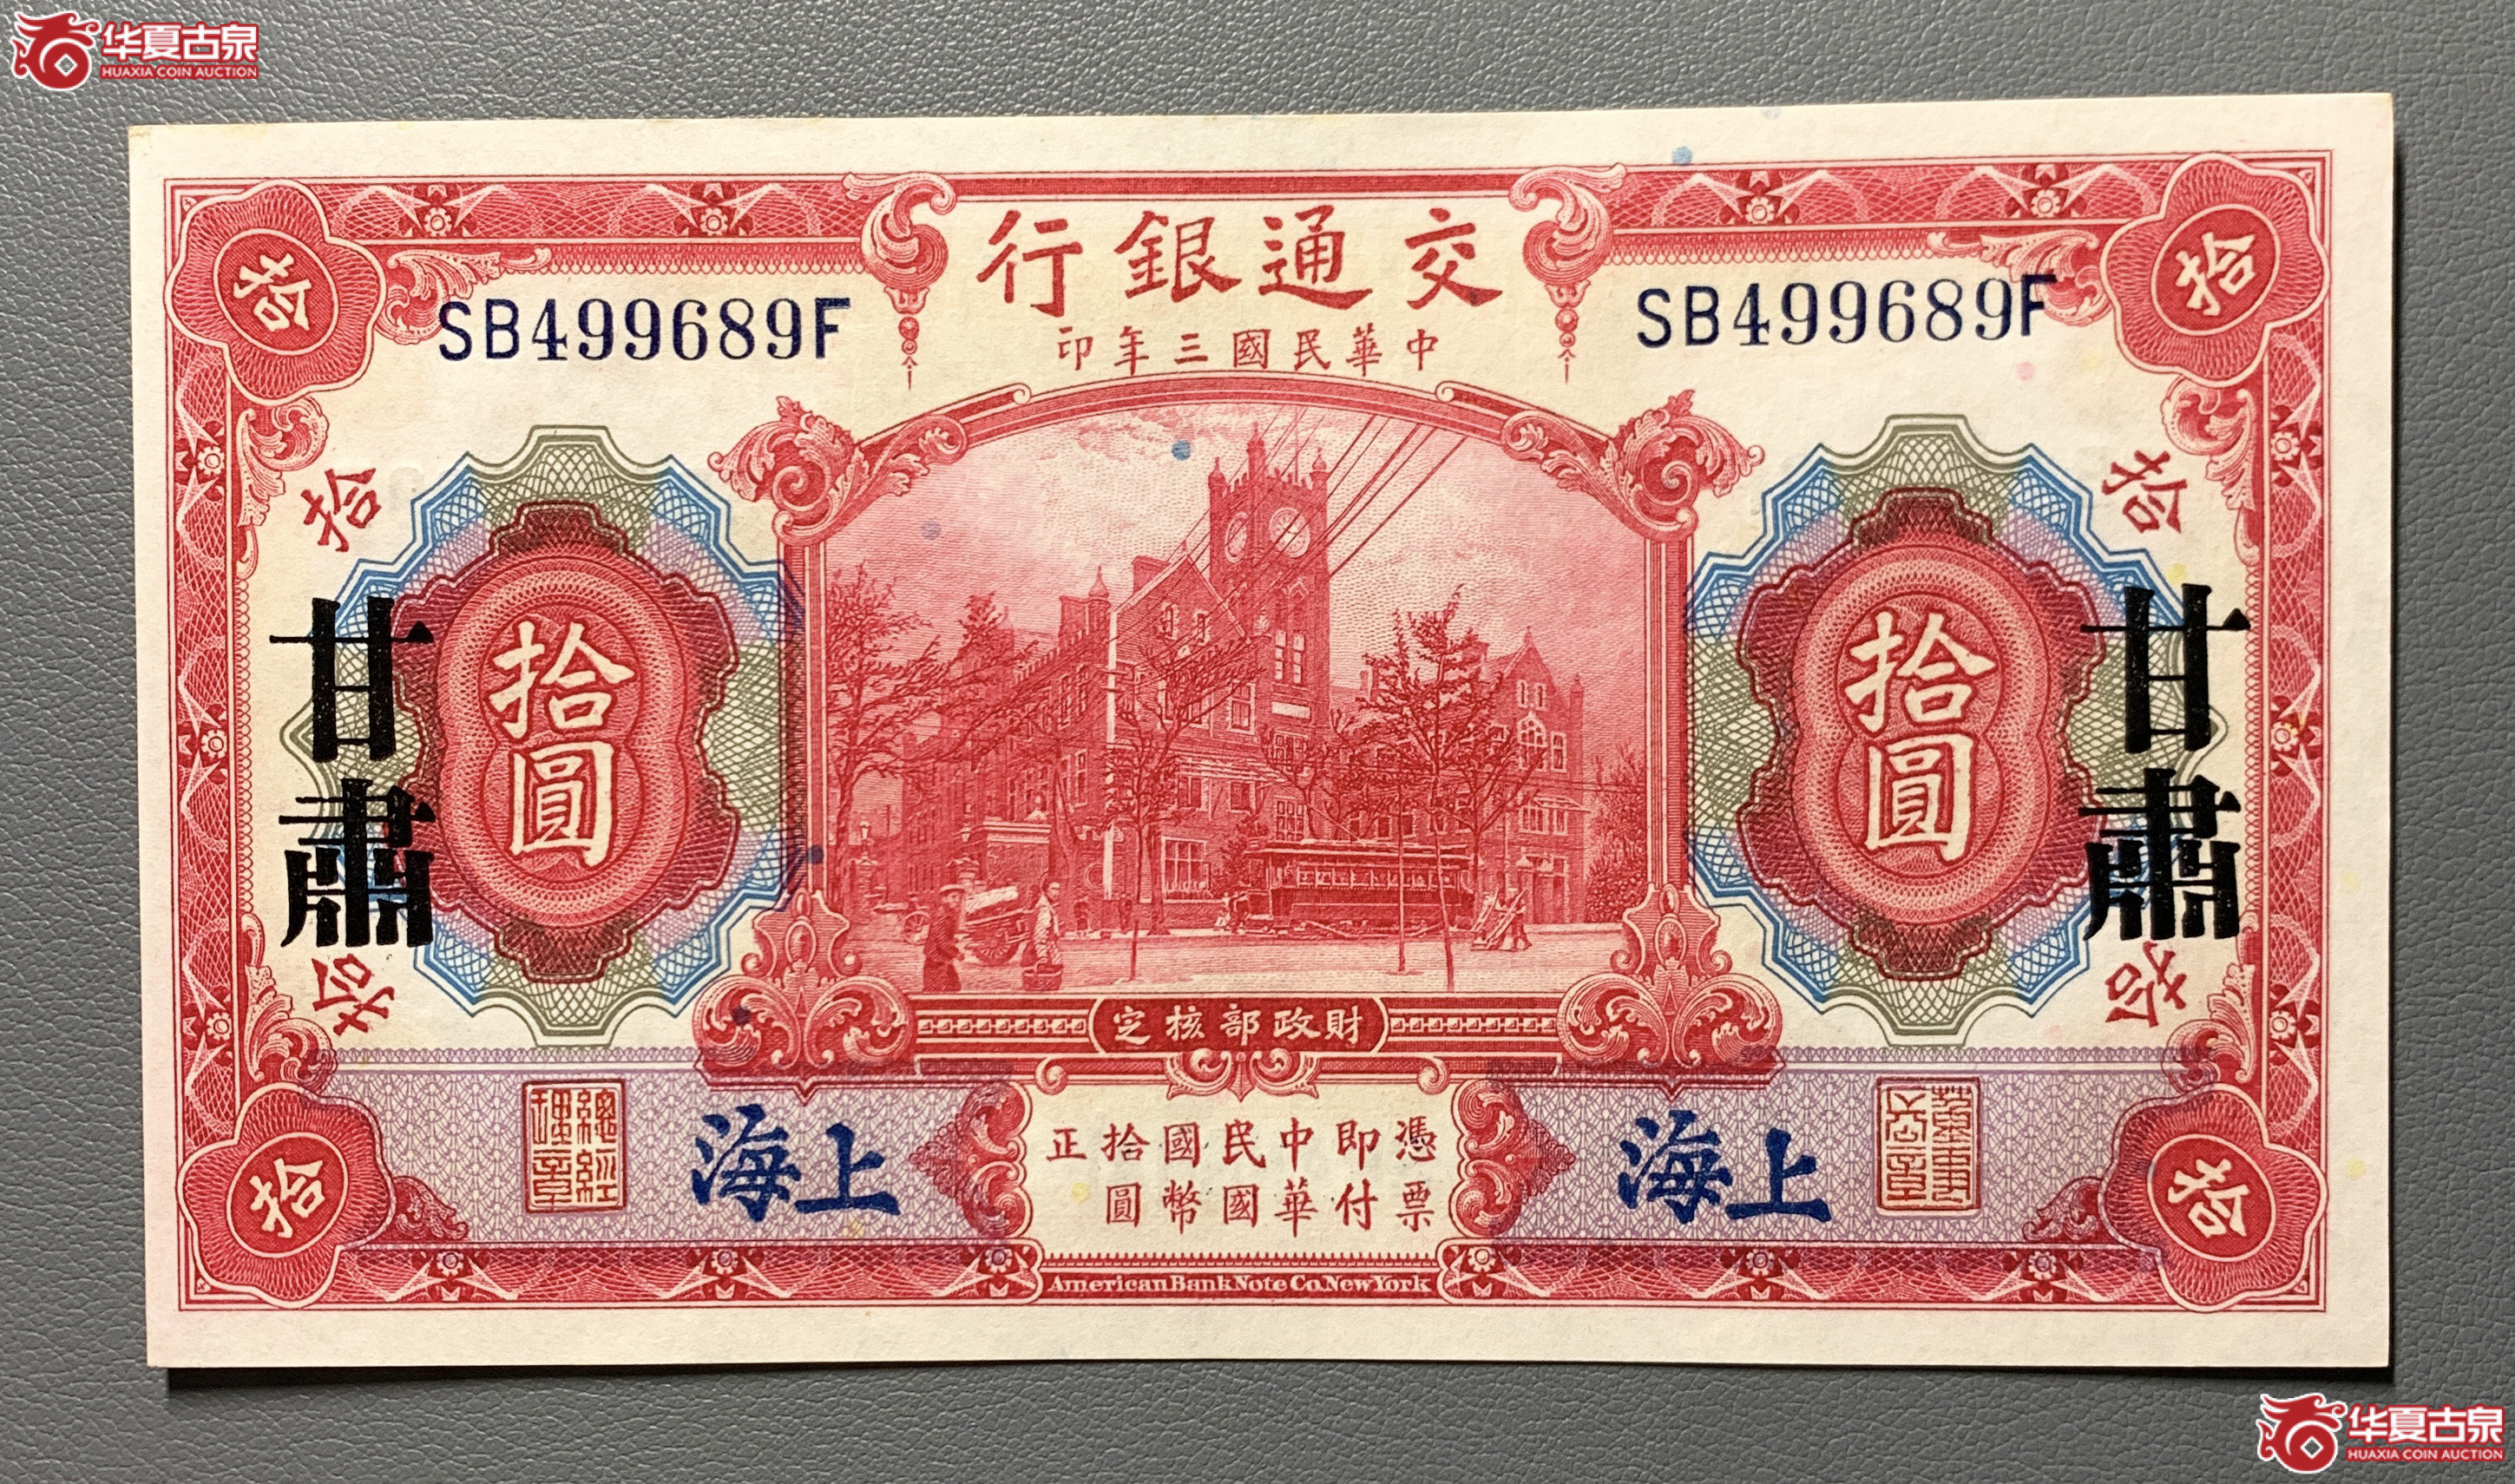 华夏古泉
HUAXIA COIN AUCTION
交通銀行
中華民國三年印
SB499689F
SB499689F
拾
拾
拾
拾
拾圓
拾圓
甘肅
甘肅
拾
拾
財政部核定
憑票即付中華民國國幣拾圓正
上海
上海
總經理章
拾
拾
American Bank Note Co. New York
华夏古泉
HUAXIA COIN AUCTION